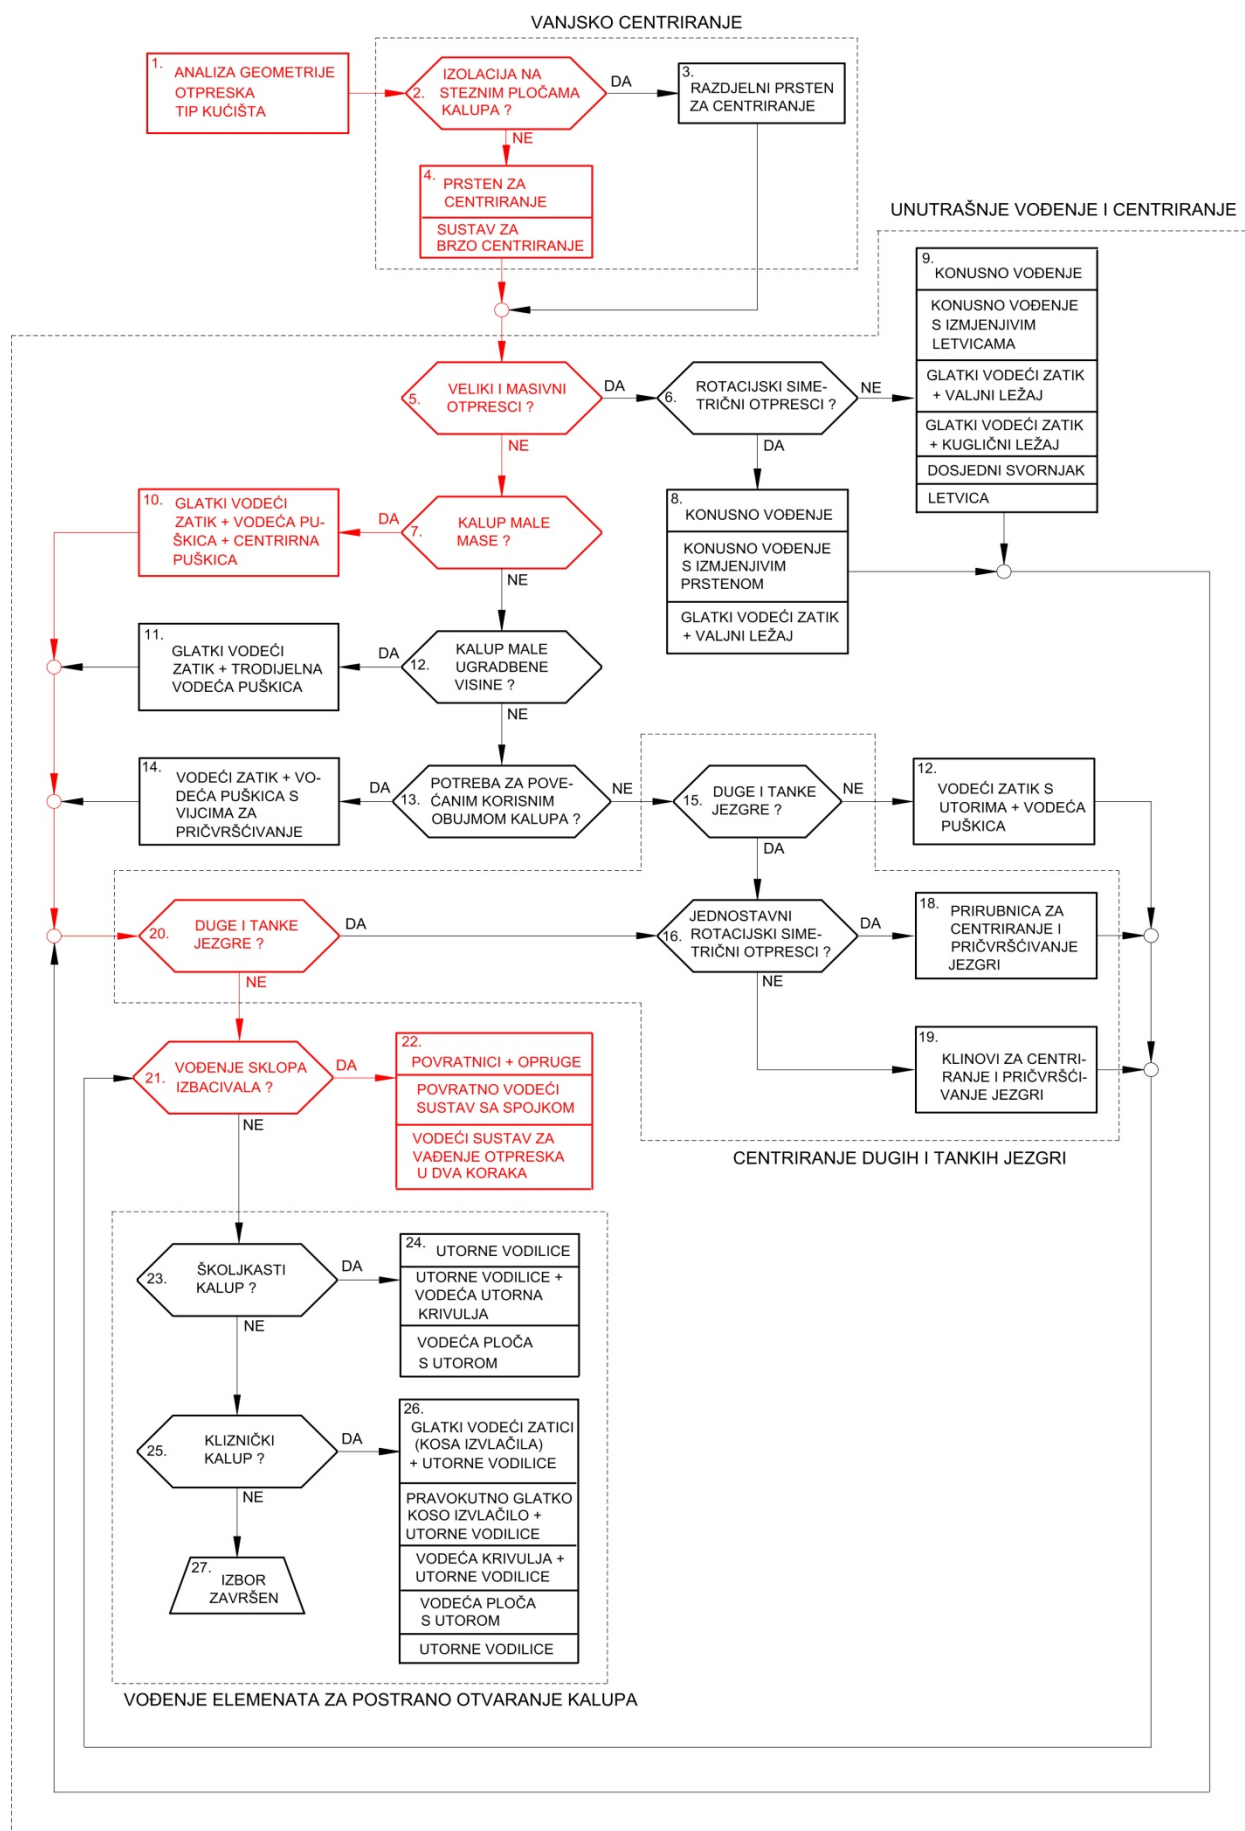 VANJSKO CENTRIRANJE
1.
ANALIZA GEOMETRIJE
OTPRESKA
TIP KUĆIŠTA
2.
IZOLACIJA NA
STEZNIM PLOČAMA
KALUPA ?
DA
NE
3.
RAZDJELNI PRSTEN
ZA CENTRIRANJE
4.
PRSTEN ZA
CENTRIRANJE
SUSTAV ZA
BRZO CENTRIRANJE
UNUTRAŠNJE VOĐENJE I CENTRIRANJE
5.
VELIKI I MASIVNI
OTPRESCI ?
DA
NE
6.
ROTACIJSKI SIME-
TRIČNI OTPRESCI ?
NE
DA
9.
KONUSNO VOĐENJE
KONUSNO VOĐENJE
S IZMJENJIVIM
LETVICAMA
GLATKI VODEĆI ZATIK
+ VALJNI LEŽAJ
GLATKI VODEĆI ZATIK
+ KUGLIČNI LEŽAJ
DOSJEDNI SVORNJAK
LETVICA
10.
GLATKI VODEĆI
ZATIK + VODEĆA PU-
ŠKICA + CENTRIRNA
PUŠKICA
DA
7.
KALUP MALE
MASE ?
NE
8.
KONUSNO VOĐENJE
KONUSNO VOĐENJE
S IZMJENJIVIM
PRSTENOM
GLATKI VODEĆI ZATIK
+ VALJNI LEŽAJ
11.
GLATKI VODEĆI
ZATIK + TRODIJELNA
VODEĆA PUŠKICA
DA
12.
KALUP MALE
UGRADBENE
VISINE ?
NE
14.
VODEĆI ZATIK + VO-
DEĆA PUŠKICA S
VIJCIMA ZA
PRIČVRŠĆIVANJE
DA
13.
POTREBA ZA POVE-
ĆANIM KORISNIM
OBUJMOM KALUPA ?
NE
15.
DUGE I TANKE
JEZGRE ?
NE
DA
12.
VODEĆI ZATIK S
UTORIMA + VODEĆA
PUŠKICA
20.
DUGE I TANKE
JEZGRE ?
DA
NE
16.
JEDNOSTAVNI
ROTACIJSKI SIME-
TRIČNI OTPRESCI ?
DA
NE
18.
PRIRUBNICA ZA
CENTRIRANJE I
PRIČVRŠĆIVANJE
JEZGRI
21.
VOĐENJE SKLOPA
IZBACIVALA ?
DA
NE
22.
POVRATNICI + OPRUGE
POVRATNO VODEĆI
SUSTAV SA SPOJKOM
VODEĆI SUSTAV ZA
VAĐENJE OTPRESKA
U DVA KORAKA
19.
KLINOVI ZA CENTRI-
RANJE I PRIČVRŠĆI-
VANJE JEZGRI
CENTRIRANJE DUGIH I TANKIH JEZGRI
23.
ŠKOLJKASTI
KALUP ?
DA
NE
24.
UTORNE VODILICE
UTORNE VODILICE +
VODEĆA UTORNA
KRIVULJA
VODEĆA PLOČA
S UTOROM
25.
KLIZNIČKI
KALUP ?
DA
NE
26.
GLATKI VODEĆI ZATICI
(KOSA IZVLAČILA)
+ UTORNE VODILICE
PRAVOKUTNO GLATKO
KOSO IZVLAČILO +
UTORNE VODILICE
VODEĆA KRIVULJA +
UTORNE VODILICE
VODEĆA PLOČA
S UTOROM
UTORNE VODILICE
27.
IZBOR
ZAVRŠEN
VOĐENJE ELEMENATA ZA POSTRANO OTVARANJE KALUPA